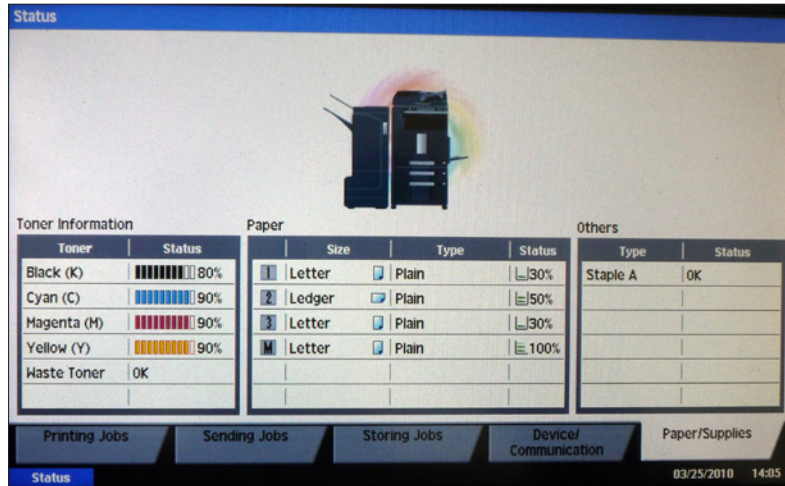 Status
Toner Information
Toner Status
Black (K) 80%
Cyan (C) 90%
Magenta (M) 90%
Yellow (Y) 90%
Waste Toner OK
Paper
Size Type Status
1 Letter Plain 30%
2 Ledger Plain 50%
3 Letter Plain 30%
M Letter Plain 100%
Others
Type Status
Staple A OK
Printing Jobs
Sending Jobs
Storing Jobs
Device/
Communication
Paper/Supplies
Status
03/25/2010 14:05